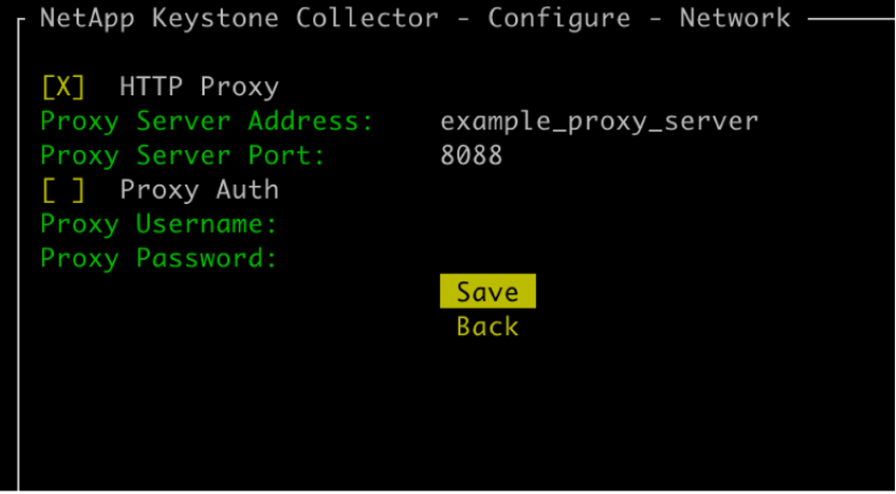 NetApp Keystone Collector - Configure - Network
[X] HTTP Proxy
Proxy Server Address: example_proxy_server
Proxy Server Port: 8088
[ ] Proxy Auth
Proxy Username:
Proxy Password:
Save
Back